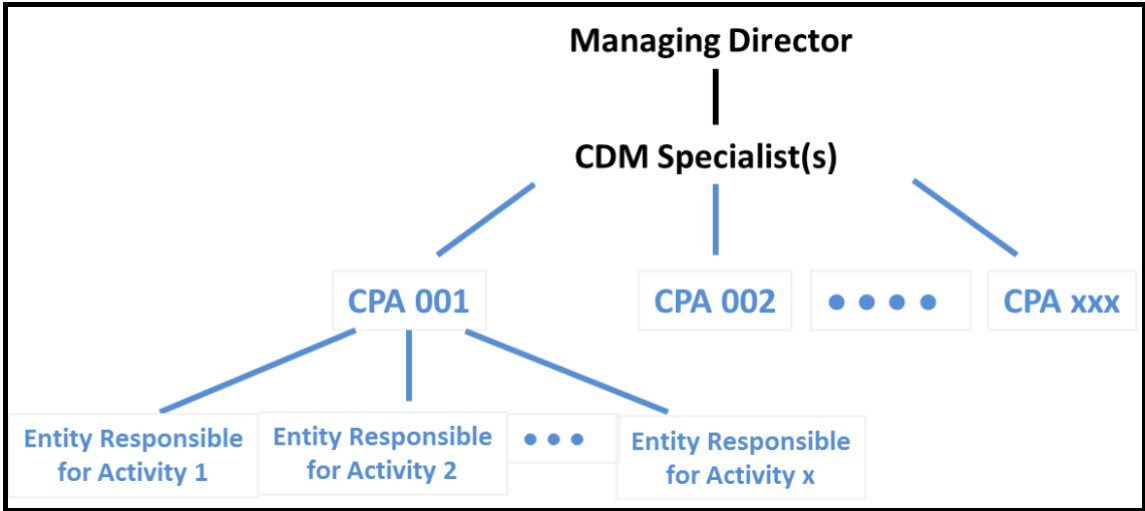 Managing Director
CDM Specialist(s)
CPA 001
CPA 002
● ● ● ●
CPA xxx
Entity Responsible
for Activity 1
Entity Responsible
for Activity 2
● ● ●
Entity Responsible
for Activity x